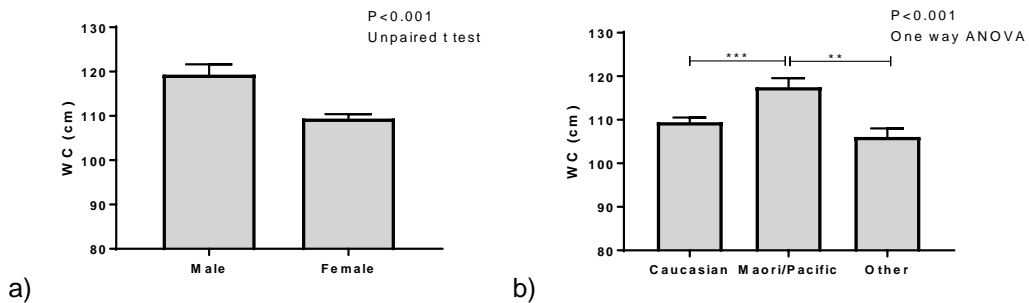 P<0.001
Unpaired t test
130
120
110
100
90
80
WC (cm)
Male Female
a)
P<0.001
One way ANOVA
*** **
130
120
110
100
90
80
WC (cm)
Caucasian Maori/Pacific Other
b)